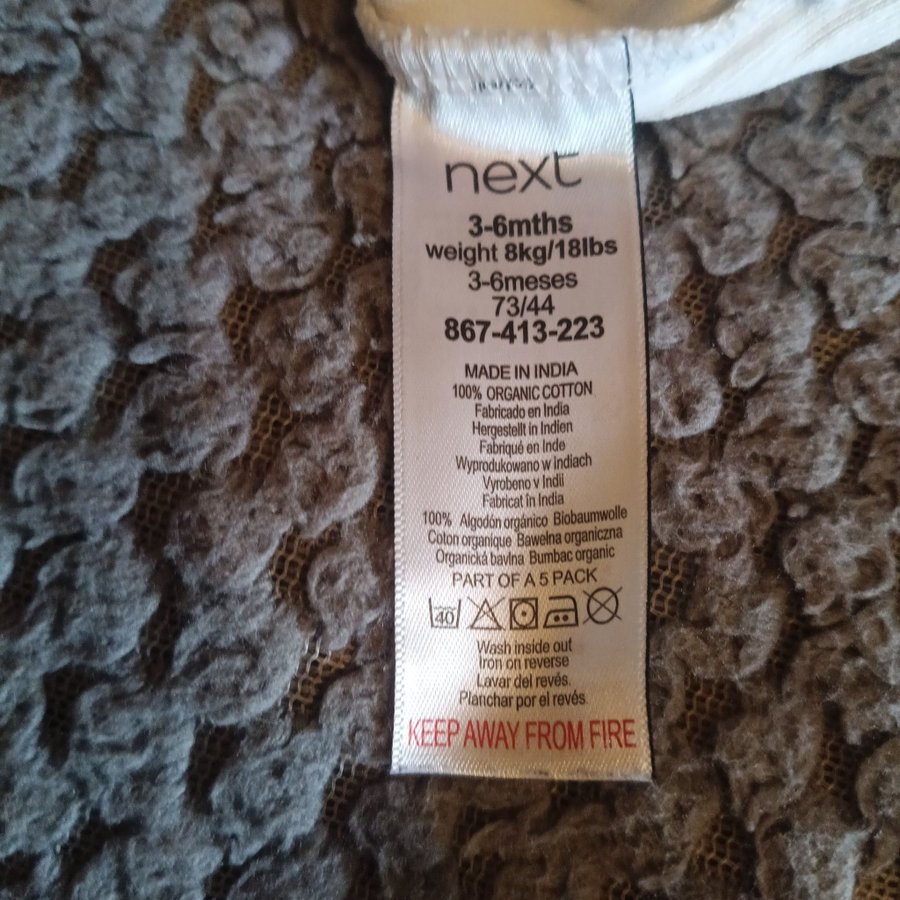 next
3-6mths
weight 8kg/18lbs
3-6meses
73/44
867-413-223
MADE IN INDIA
100% ORGANIC COTTON
Fabricado en India
Hergestellt in Indien
Fabriqué en Inde
Wyprodukowano w indiach
Vyrobeno v Indii
Fabricat în India
100% Algodón orgánico Biobaumwolle
Coton organique Bawełna organiczna
Organická bavlna Bumbac organic
PART OF A 5 PACK
40
Wash inside out
Iron on reverse
Lavar del revés.
Planchar por el revés.
KEEP AWAY FROM FIRE